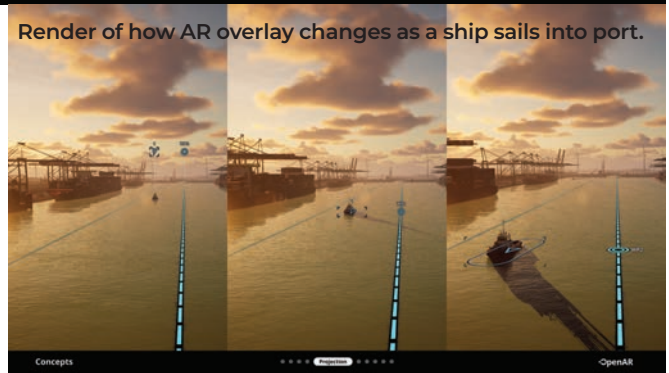 Render of how AR overlay changes as a ship sails into port.
Concepts
Projection
OpenAR